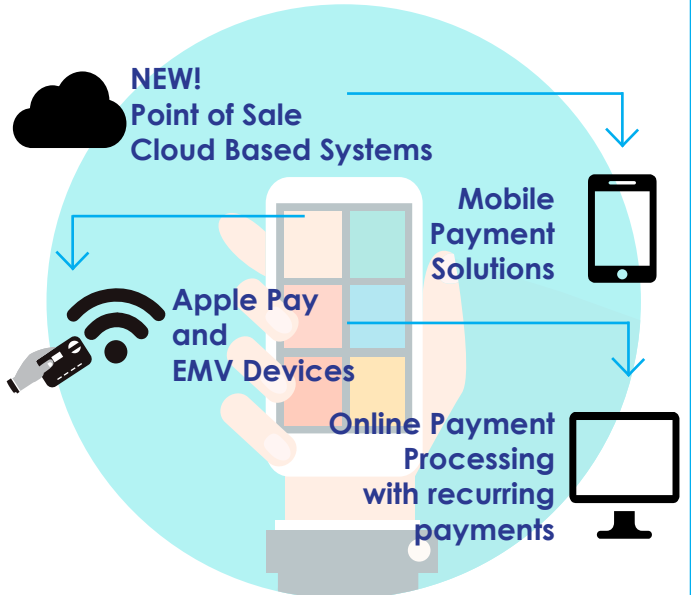 NEW!
Point of Sale
Cloud Based Systems
Mobile
Payment
Solutions
Apple Pay
and
EMV Devices
Online Payment
Processing
with recurring
payments